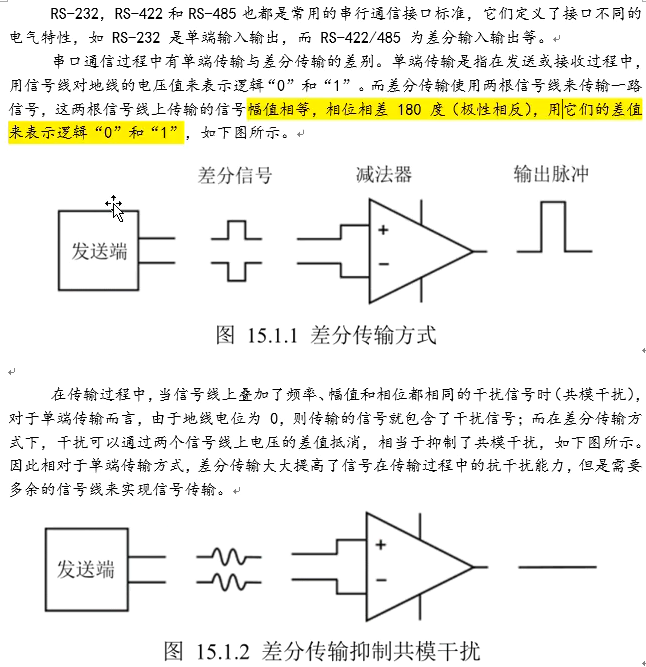 RS-232，RS-422和RS-485也都是常用的串行通信接口标准，它们定义了接口不同的
电气特性，如 RS-232 是单端输入输出，而 RS-422/485 为差分输入输出等。
串口通信过程中有单端传输与差分传输的差别。单端传输是指在发送或接收过程中，
用信号线对地线的电压值来表示逻辑“0”和“1”。而差分传输使用两根信号线来传输一路
信号，这两根信号线上传输的信号幅值相等，相位相差 180 度（极性相反），用它们的差值
来表示逻辑“0”和“1”，如下图所示。
差分信号 减法器 输出脉冲
发送端
+
−
图 15.1.1 差分传输方式
在传输过程中，当信号线上叠加了频率、幅值和相位都相同的干扰信号时（共模干扰），
对于单端传输而言，由于地线电位为 0，则传输的信号就包含了干扰信号；而在差分传输方
式下，干扰可以通过两个信号线上电压的差值抵消，相当于抑制了共模干扰，如下图所示。
因此相对于单端传输方式，差分传输大大提高了信号在传输过程中的抗干扰能力，但是需要
多余的信号线来实现信号传输。
发送端
+
−
图 15.1.2 差分传输抑制共模干扰